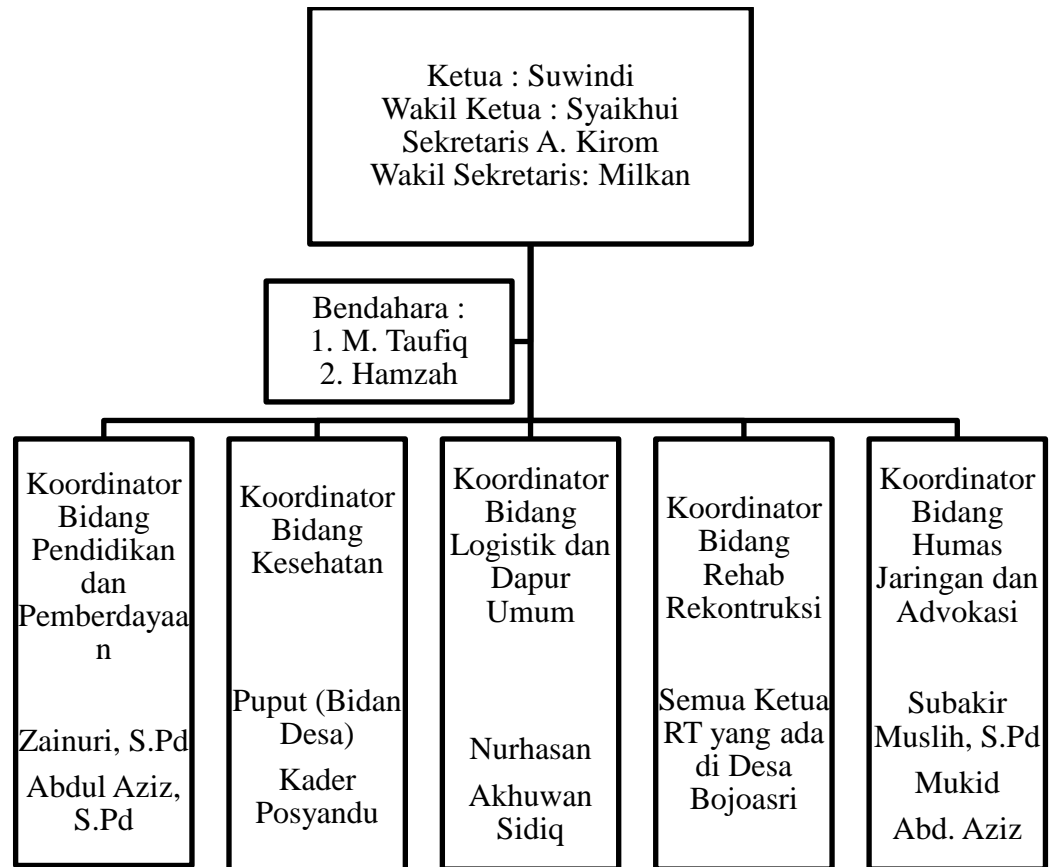 Ketua : Suwindi
Wakil Ketua : Syaikhui
Sekretaris A. Kirom
Wakil Sekretaris: Milkan
Bendahara :
1. M. Taufiq
2. Hamzah
Koordinator
Bidang
Pendidikan
dan
Pemberdayaa
n
Zainuri, S.Pd
Abdul Aziz,
S.Pd
Koordinator
Bidang
Kesehatan
Puput (Bidan
Desa)
Kader
Posyandu
Koordinator
Bidang
Logistik dan
Dapur
Umum
Nurhasan
Akhuwan
Sidiq
Koordinator
Bidang
Rehab
Rekontruksi
Semua Ketua
RT yang ada
di Desa
Bojoasri
Koordinator
Bidang
Humas
Jaringan dan
Advokasi
Subakir
Muslih, S.Pd
Mukid
Abd. Aziz